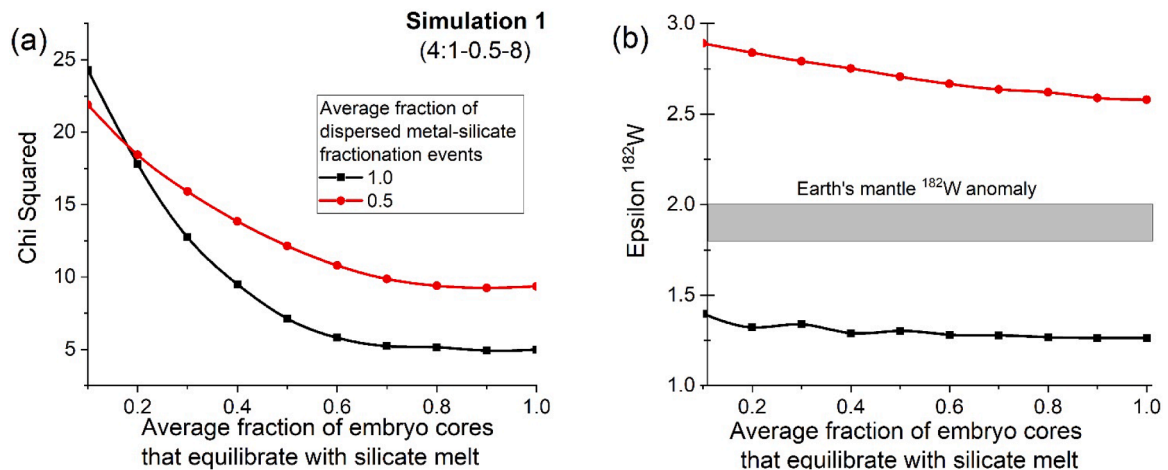 (a)
Simulation 1
(4:1-0.5-8)
Chi Squared
25
20
15
10
5
Average fraction of
dispersed metal-silicate
fractionation events
1.0
0.5
0.2
0.4
0.6
0.8
1.0
Average fraction of embryo cores
that equilibrate with silicate melt
(b)
Epsilon ¹⁸²W
3.0
2.5
2.0
1.5
1.0
Earth's mantle ¹⁸²W anomaly
0.2
0.4
0.6
0.8
1.0
Average fraction of embryo cores
that equilibrate with silicate melt